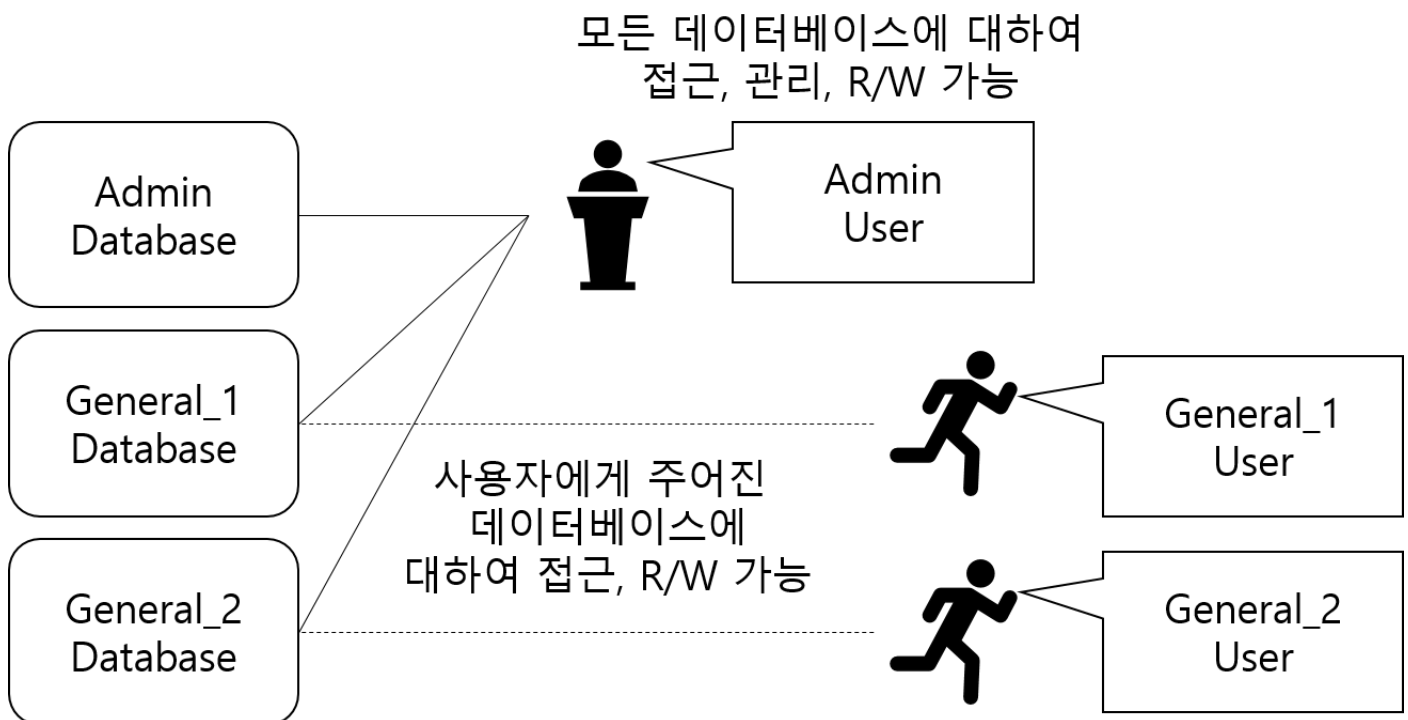 모든 데이터베이스에 대하여
접근, 관리, R/W 가능
Admin
Database
Admin
User
General_1
Database
General_1
User
사용자에게 주어진
데이터베이스에
대하여 접근, R/W 가능
General_2
Database
General_2
User